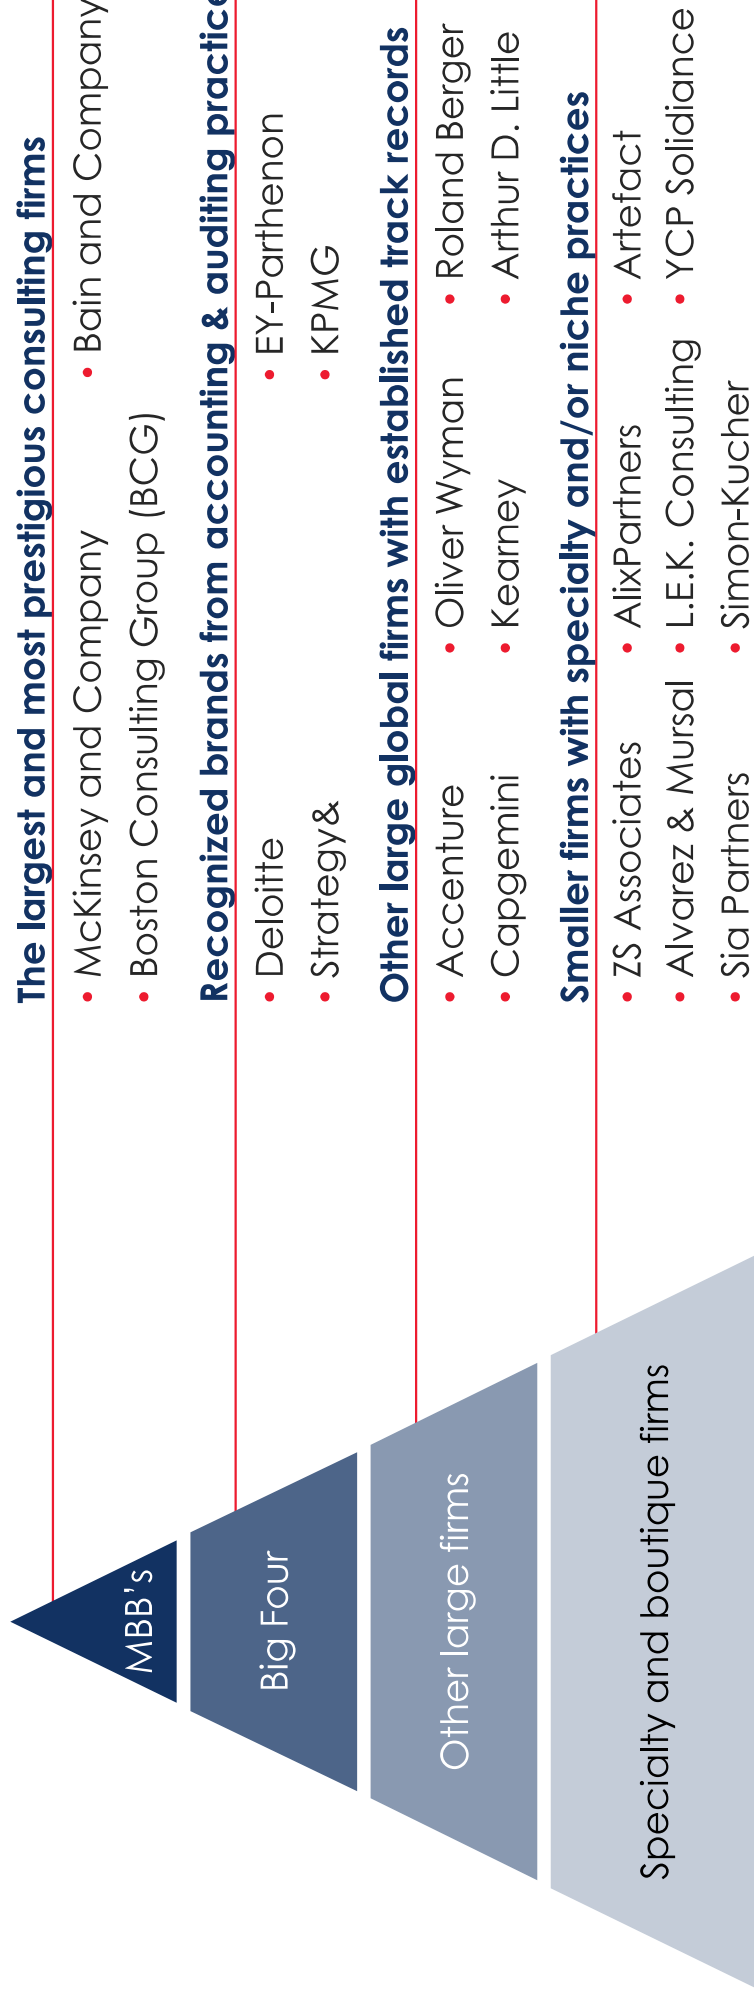 MBB's
The largest and most prestigious consulting firms
• McKinsey and Company • Bain and Company
• Boston Consulting Group (BCG)
Big Four
Recognized brands from accounting & auditing practice
• Deloitte • EY-Parthenon
• Strategy& • KPMG
Other large firms
Other large global firms with established track records
• Accenture • Oliver Wyman • Roland Berger
• Capgemini • Kearney • Arthur D. Little
Specialty and boutique firms
Smaller firms with specialty and/or niche practices
• ZS Associates • AlixPartners • Artefact
• Alvarez & Mursal • L.E.K. Consulting • YCP Solidiance
• Sia Partners • Simon-Kucher